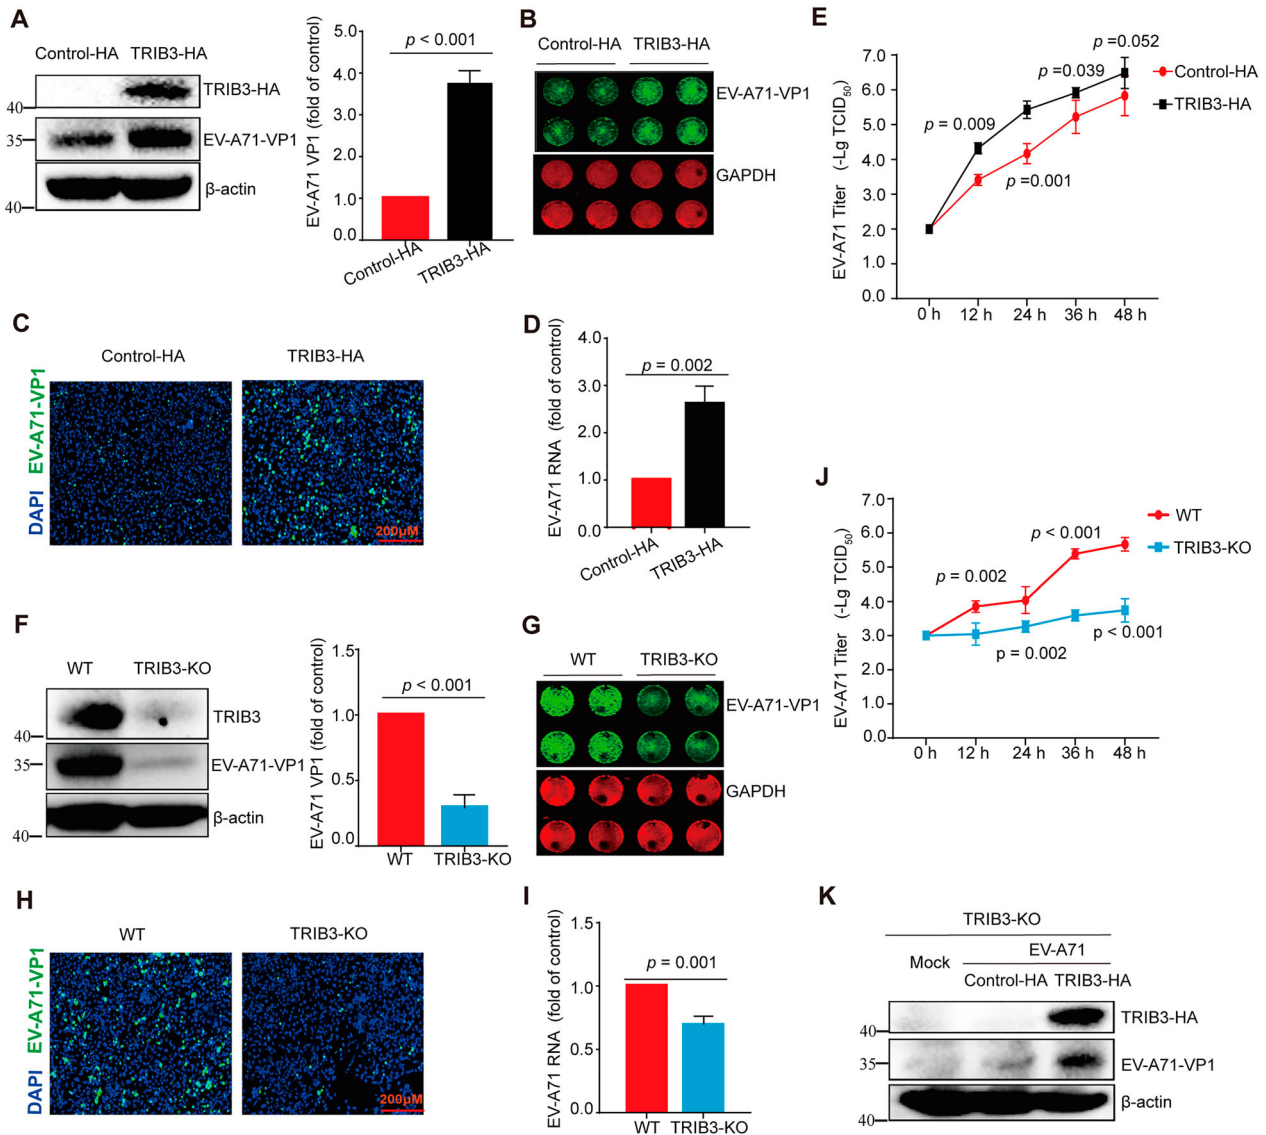 A
Control-HA TRIB3-HA
TRIB3-HA
40
35
EV-A71-VP1
β-actin
40
EV-A71 VP1 (fold of control)
5.0
4.0
3.0
2.0
1.0
0.0
p < 0.001
Control-HA
TRIB3-HA
B
Control-HA TRIB3-HA
EV-A71-VP1
GAPDH
E
EV-A71 Titer (-Lg TCID50)
7.0
6.0
5.0
4.0
3.0
2.0
1.0
0.0
p = 0.009
p =0.001
p =0.039
p =0.052
Control-HA
TRIB3-HA
0 h 12 h 24 h 36 h 48 h
C
Control-HA TRIB3-HA
DAPI EV-A71-VP1
200μM
D
EV-A71 RNA (fold of control)
4.0
3.0
2.0
1.0
0.0
p = 0.002
Control-HA
TRIB3-HA
J
EV-A71 Titer (-Lg TCID50)
7.0
6.0
5.0
4.0
3.0
2.0
1.0
0.0
p = 0.002
p = 0.002
p < 0.001
p < 0.001
WT
TRIB3-KO
0 h 12 h 24 h 36 h 48 h
F
WT TRIB3-KO
TRIB3
40
35
EV-A71-VP1
β-actin
40
EV-A71 VP1 (fold of control)
1.5
1.0
0.5
0.0
p < 0.001
WT TRIB3-KO
G
WT TRIB3-KO
EV-A71-VP1
GAPDH
H
WT TRIB3-KO
DAPI EV-A71-VP1
200μM
I
EV-A71 RNA (fold of control)
1.5
1.0
0.5
0.0
p = 0.001
WT TRIB3-KO
K
TRIB3-KO
EV-A71
Mock
Control-HA TRIB3-HA
TRIB3-HA
40
35
EV-A71-VP1
β-actin
40